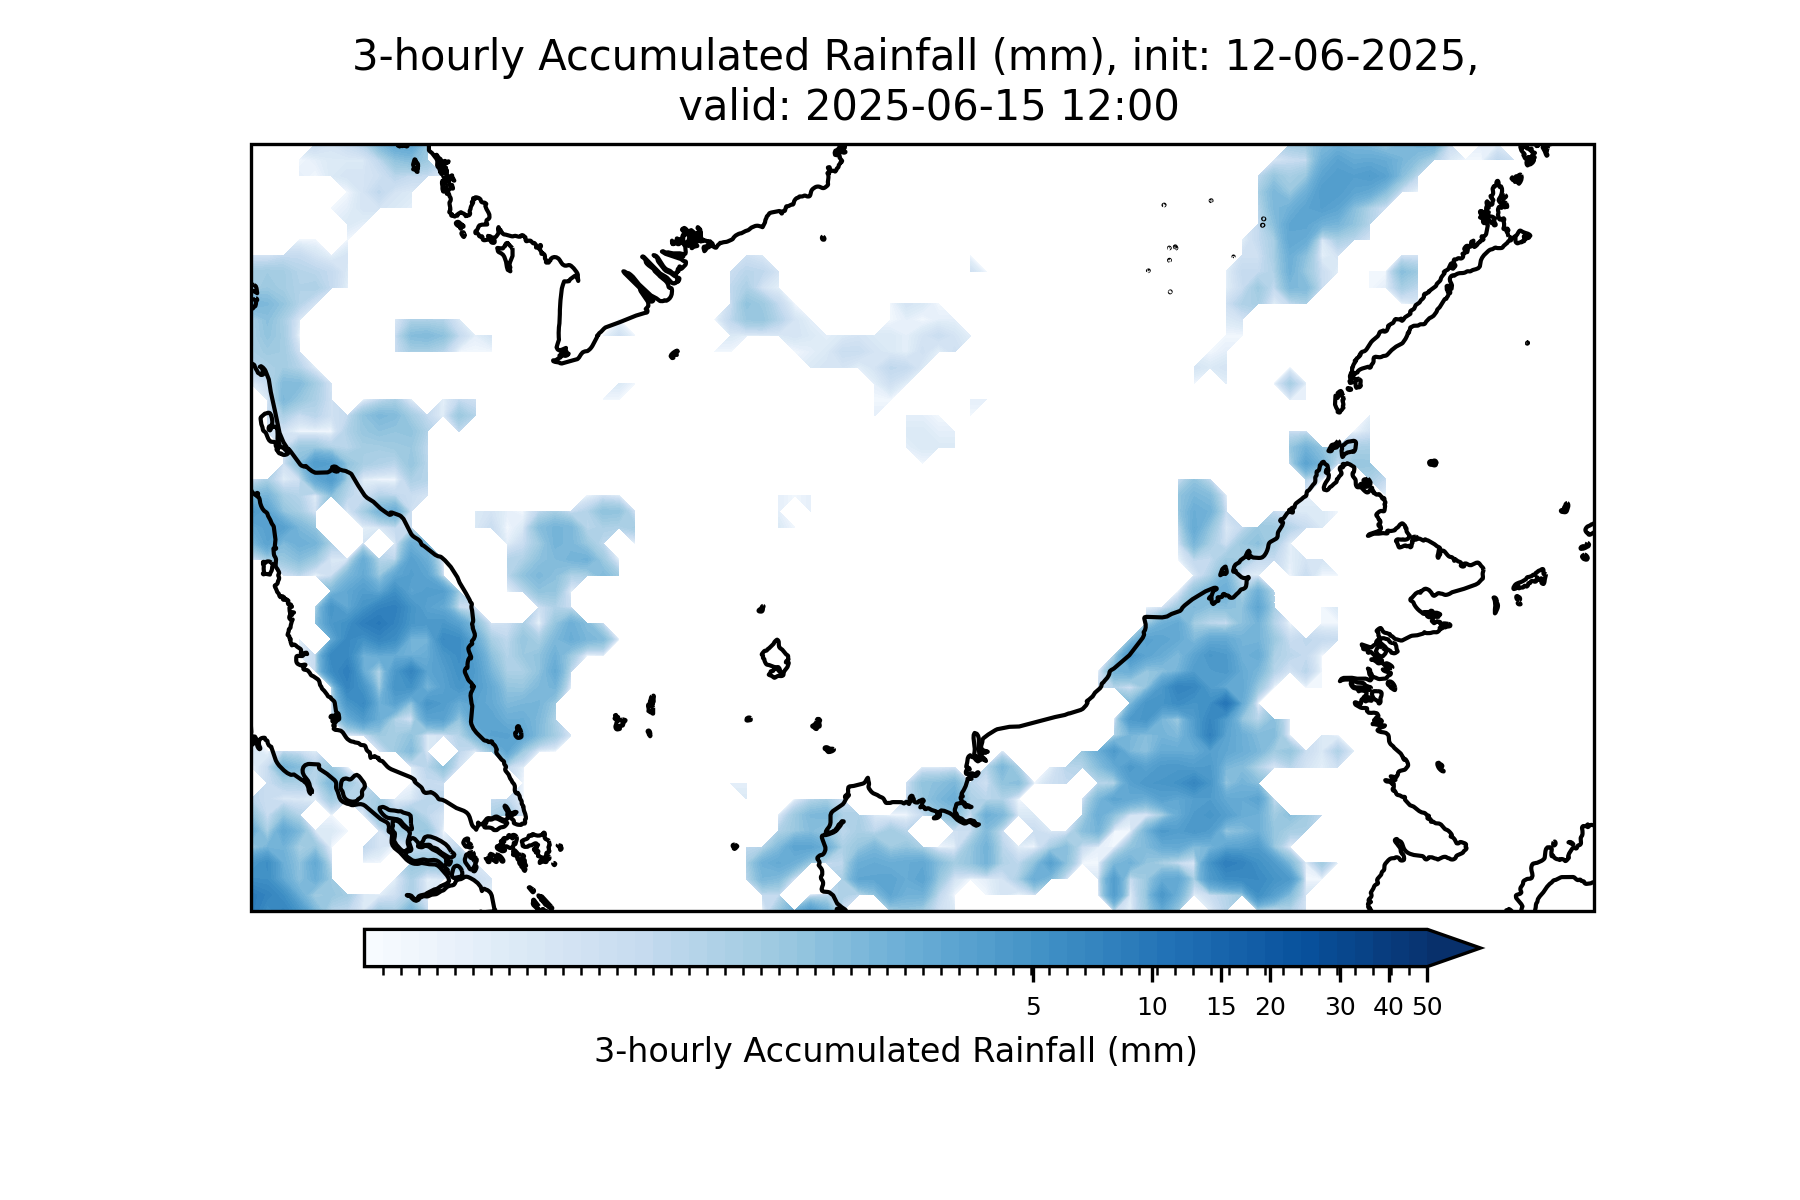 3-hourly Accumulated Rainfall (mm), init: 12-06-2025,
valid: 2025-06-15 12:00
5 10 15 20 30 40 50
3-hourly Accumulated Rainfall (mm)